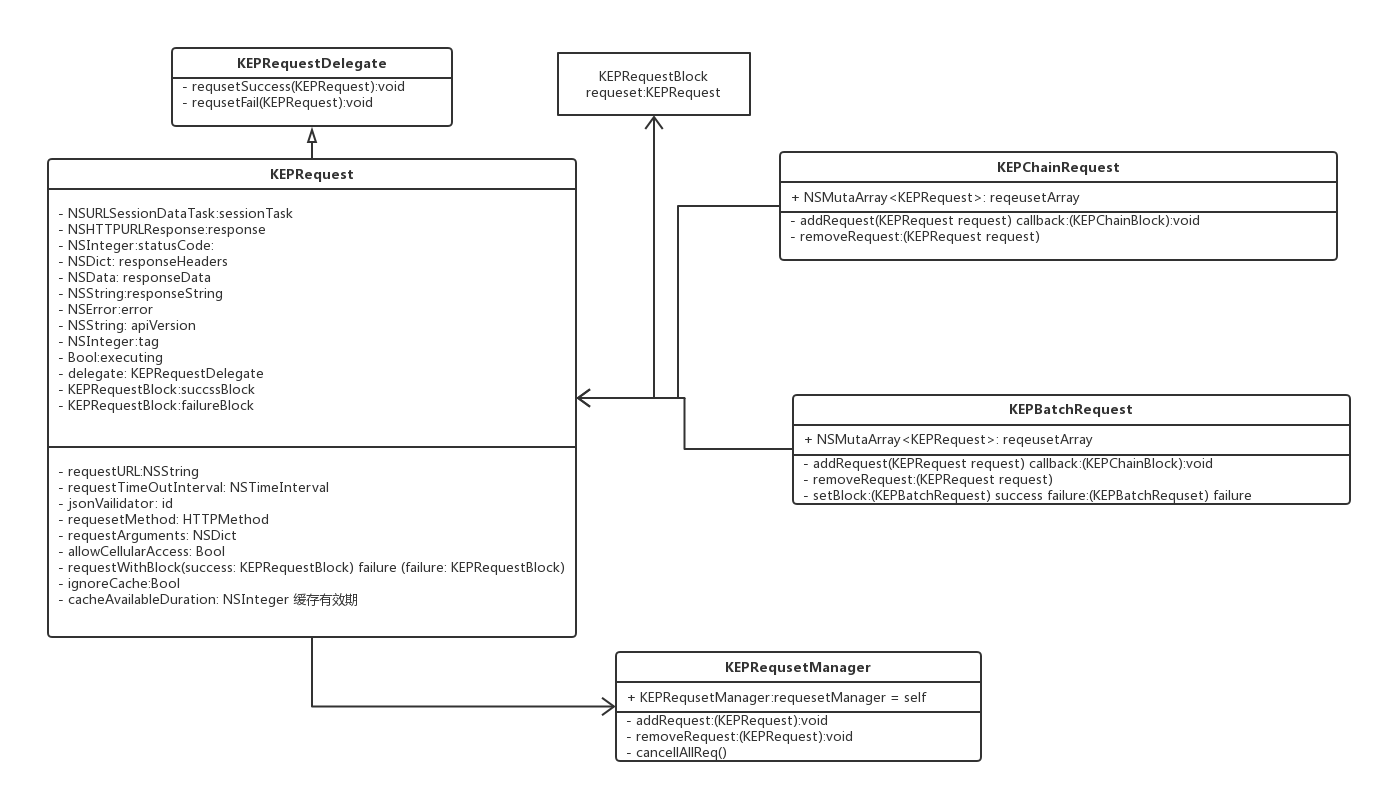 KEPRequestDelegate
- requsetSuccess(KEPRequest):void
- requsetFail(KEPRequest):void
KEPRequestBlock
requeset:KEPRequest
KEPRequest
- NSURLSessionDataTask:sessionTask
- NSHTTPURLResponse:response
- NSInteger:statusCode:
- NSDict: responseHeaders
- NSData: responseData
- NSString:responseString
- NSError:error
- NSString: apiVersion
- NSInteger:tag
- Bool:executing
- delegate: KEPRequestDelegate
- KEPRequestBlock:succssBlock
- KEPRequestBlock:failureBlock
- requestURL:NSString
- requestTimeOutInterval: NSTimeInterval
- jsonVailidator: id
- requesetMethod: HTTPMethod
- requestArguments: NSDict
- allowCellularAccess: Bool
- requestWithBlock(success: KEPRequestBlock) failure (failure: KEPRequestBlock)
- ignoreCache:Bool
- cacheAvailableDuration: NSInteger 缓存有效期
KEPChainRequest
+ NSMutaArray<KEPRequest>: reqeusetArray
- addRequest(KEPRequest request) callback:(KEPChainBlock):void
- removeRequest:(KEPRequest request)
KEPBatchRequest
+ NSMutaArray<KEPRequest>: reqeusetArray
- addRequest(KEPRequest request) callback:(KEPChainBlock):void
- removeRequest:(KEPRequest request)
- setBlock:(KEPBatchRequest) success failure:(KEPBatchRequset) failure
KEPRequsetManager
+ KEPRequsetManager:requesetManager = self
- addRequest:(KEPRequest):void
- removeRequest:(KEPRequest):void
- cancellAllReq()